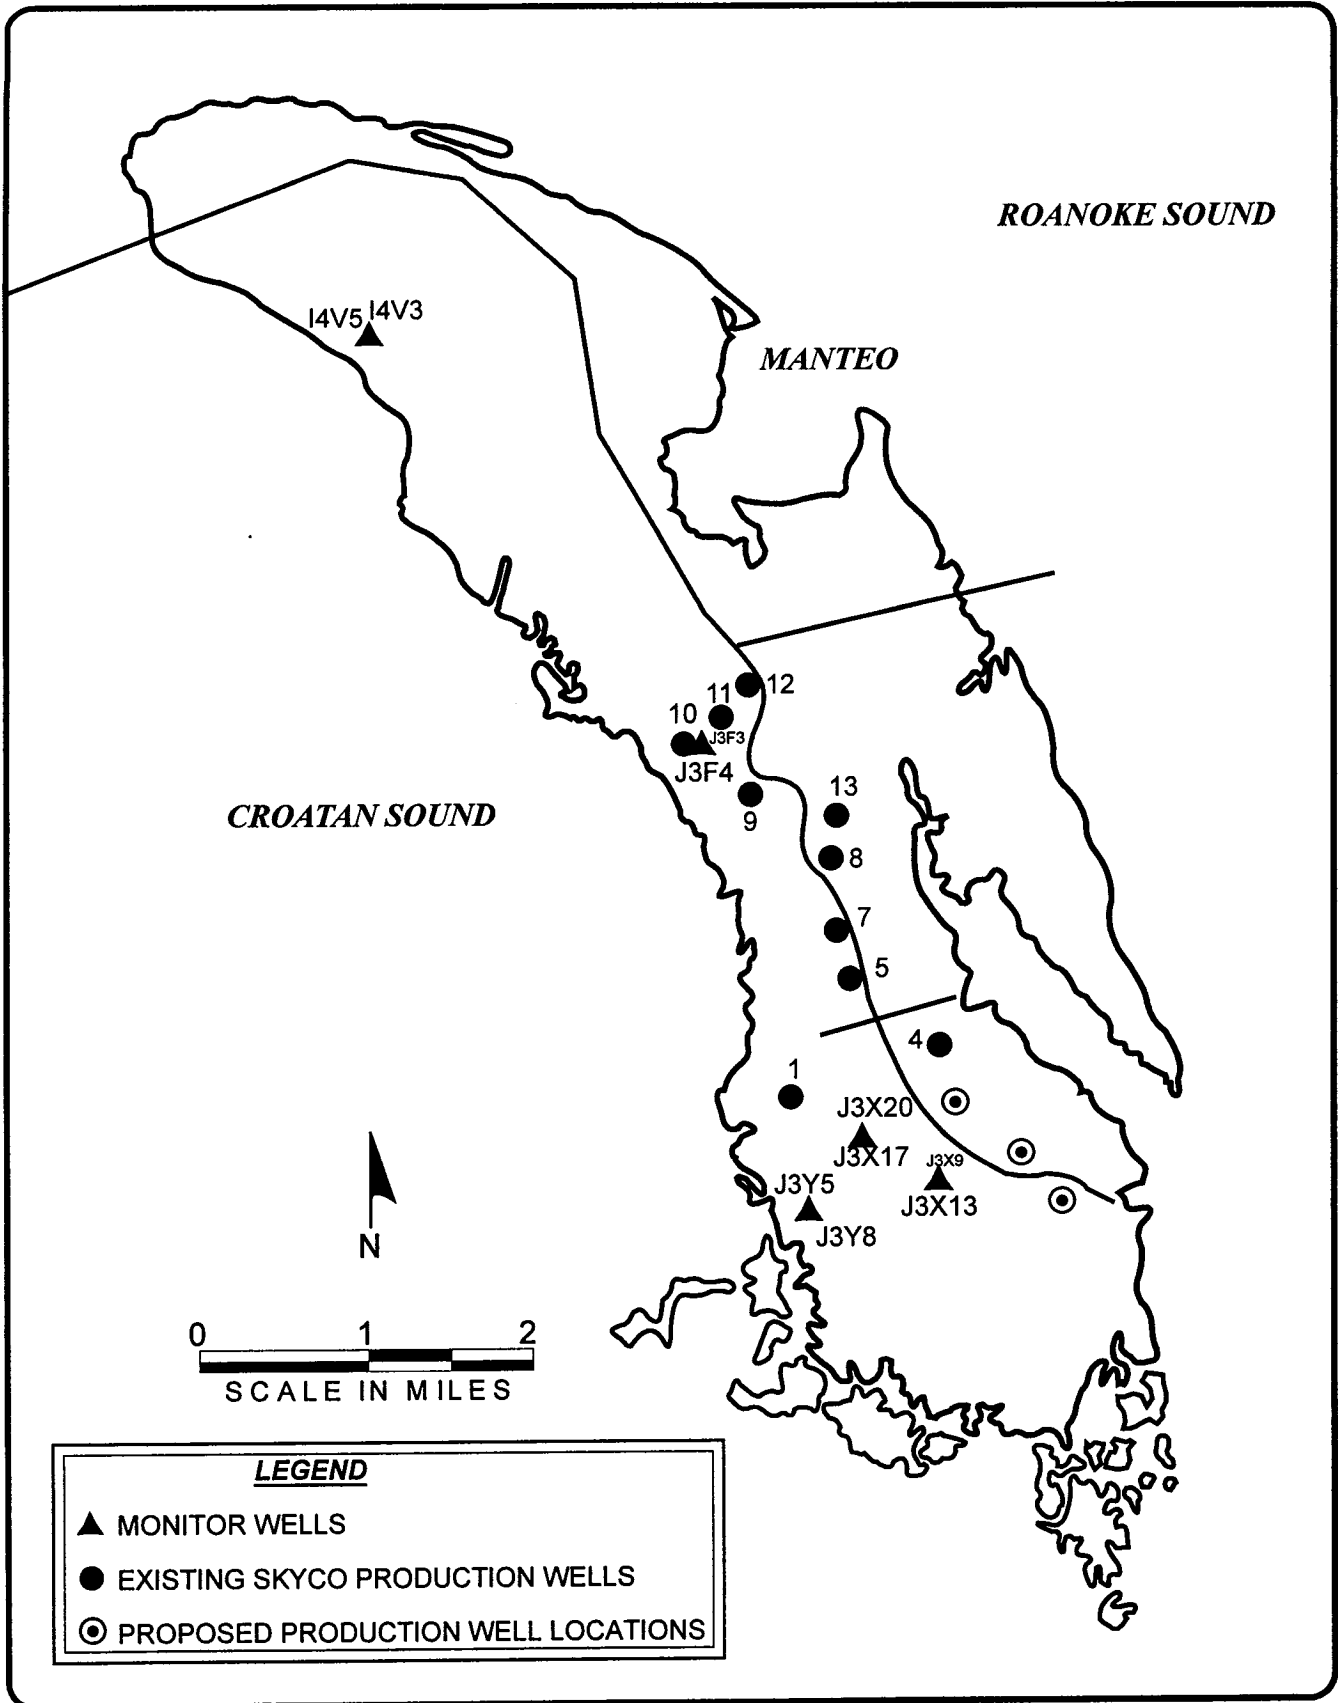 ROANOKE SOUND
I4V5 I4V3
MANTEO
12
11
10
J3F3
J3F4
9
13
CROATAN SOUND
8
7
5
4
1
J3X20
J3X17
J3X9
J3X13
J3Y5
J3Y8
N
0 1 2
SCALE IN MILES
LEGEND
MONITOR WELLS
EXISTING SKYCO PRODUCTION WELLS
PROPOSED PRODUCTION WELL LOCATIONS